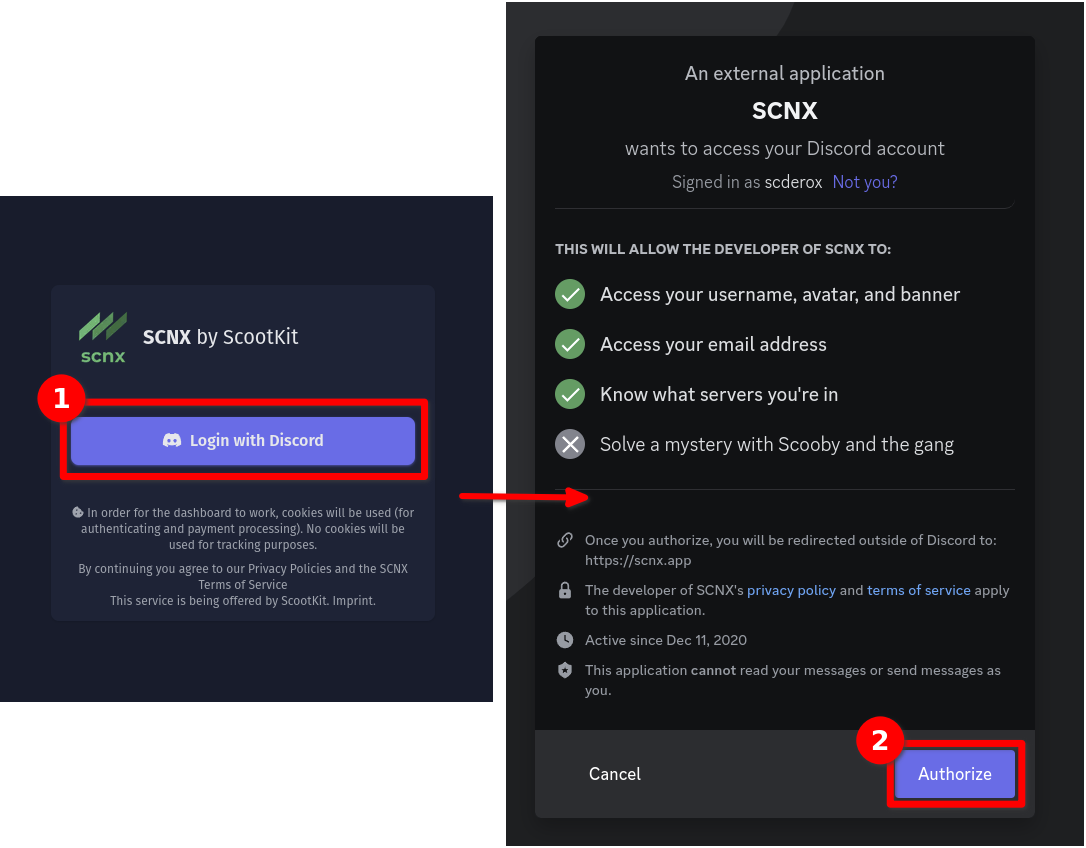 scnx
SCNX by ScootKit
1
Login with Discord
In order for the dashboard to work, cookies will be used (for
authenticating and payment processing). No cookies will be
used for tracking purposes.
By continuing you agree to our Privacy Policies and the SCNX
Terms of Service
This service is being offered by ScootKit. Imprint.
An external application
SCNX
wants to access your Discord account
Signed in as scderox Not you?
THIS WILL ALLOW THE DEVELOPER OF SCNX TO:
Access your username, avatar, and banner
Access your email address
Know what servers you're in
Solve a mystery with Scooby and the gang
Once you authorize, you will be redirected outside of Discord to:
https://scnx.app
The developer of SCNX's privacy policy and terms of service apply
to this application.
Active since Dec 11, 2020
This application cannot read your messages or send messages as
you.
2
Cancel
Authorize